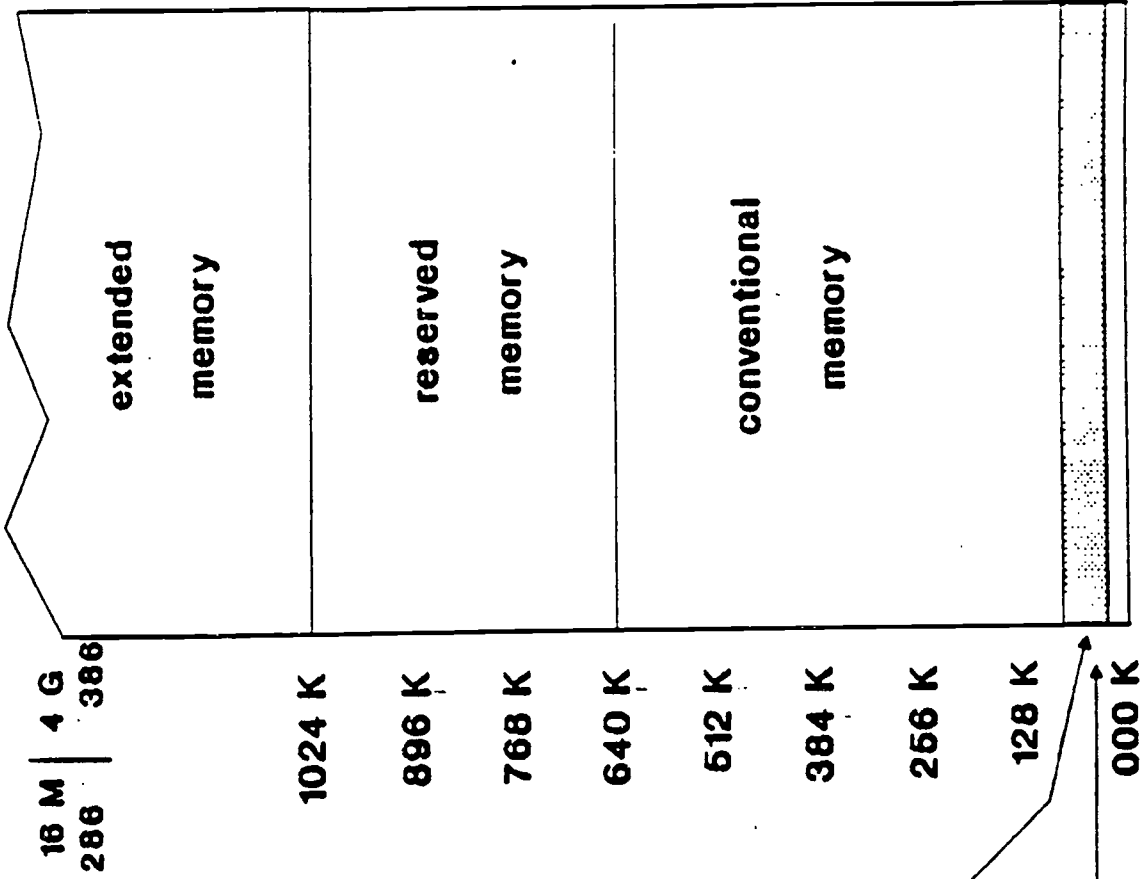 16 M | 4 G
286 | 386
1024 K
896 K
768 K
640 K
512 K
384 K
256 K
128 K
000 K
extended
memory
reserved
memory
conventional
memory